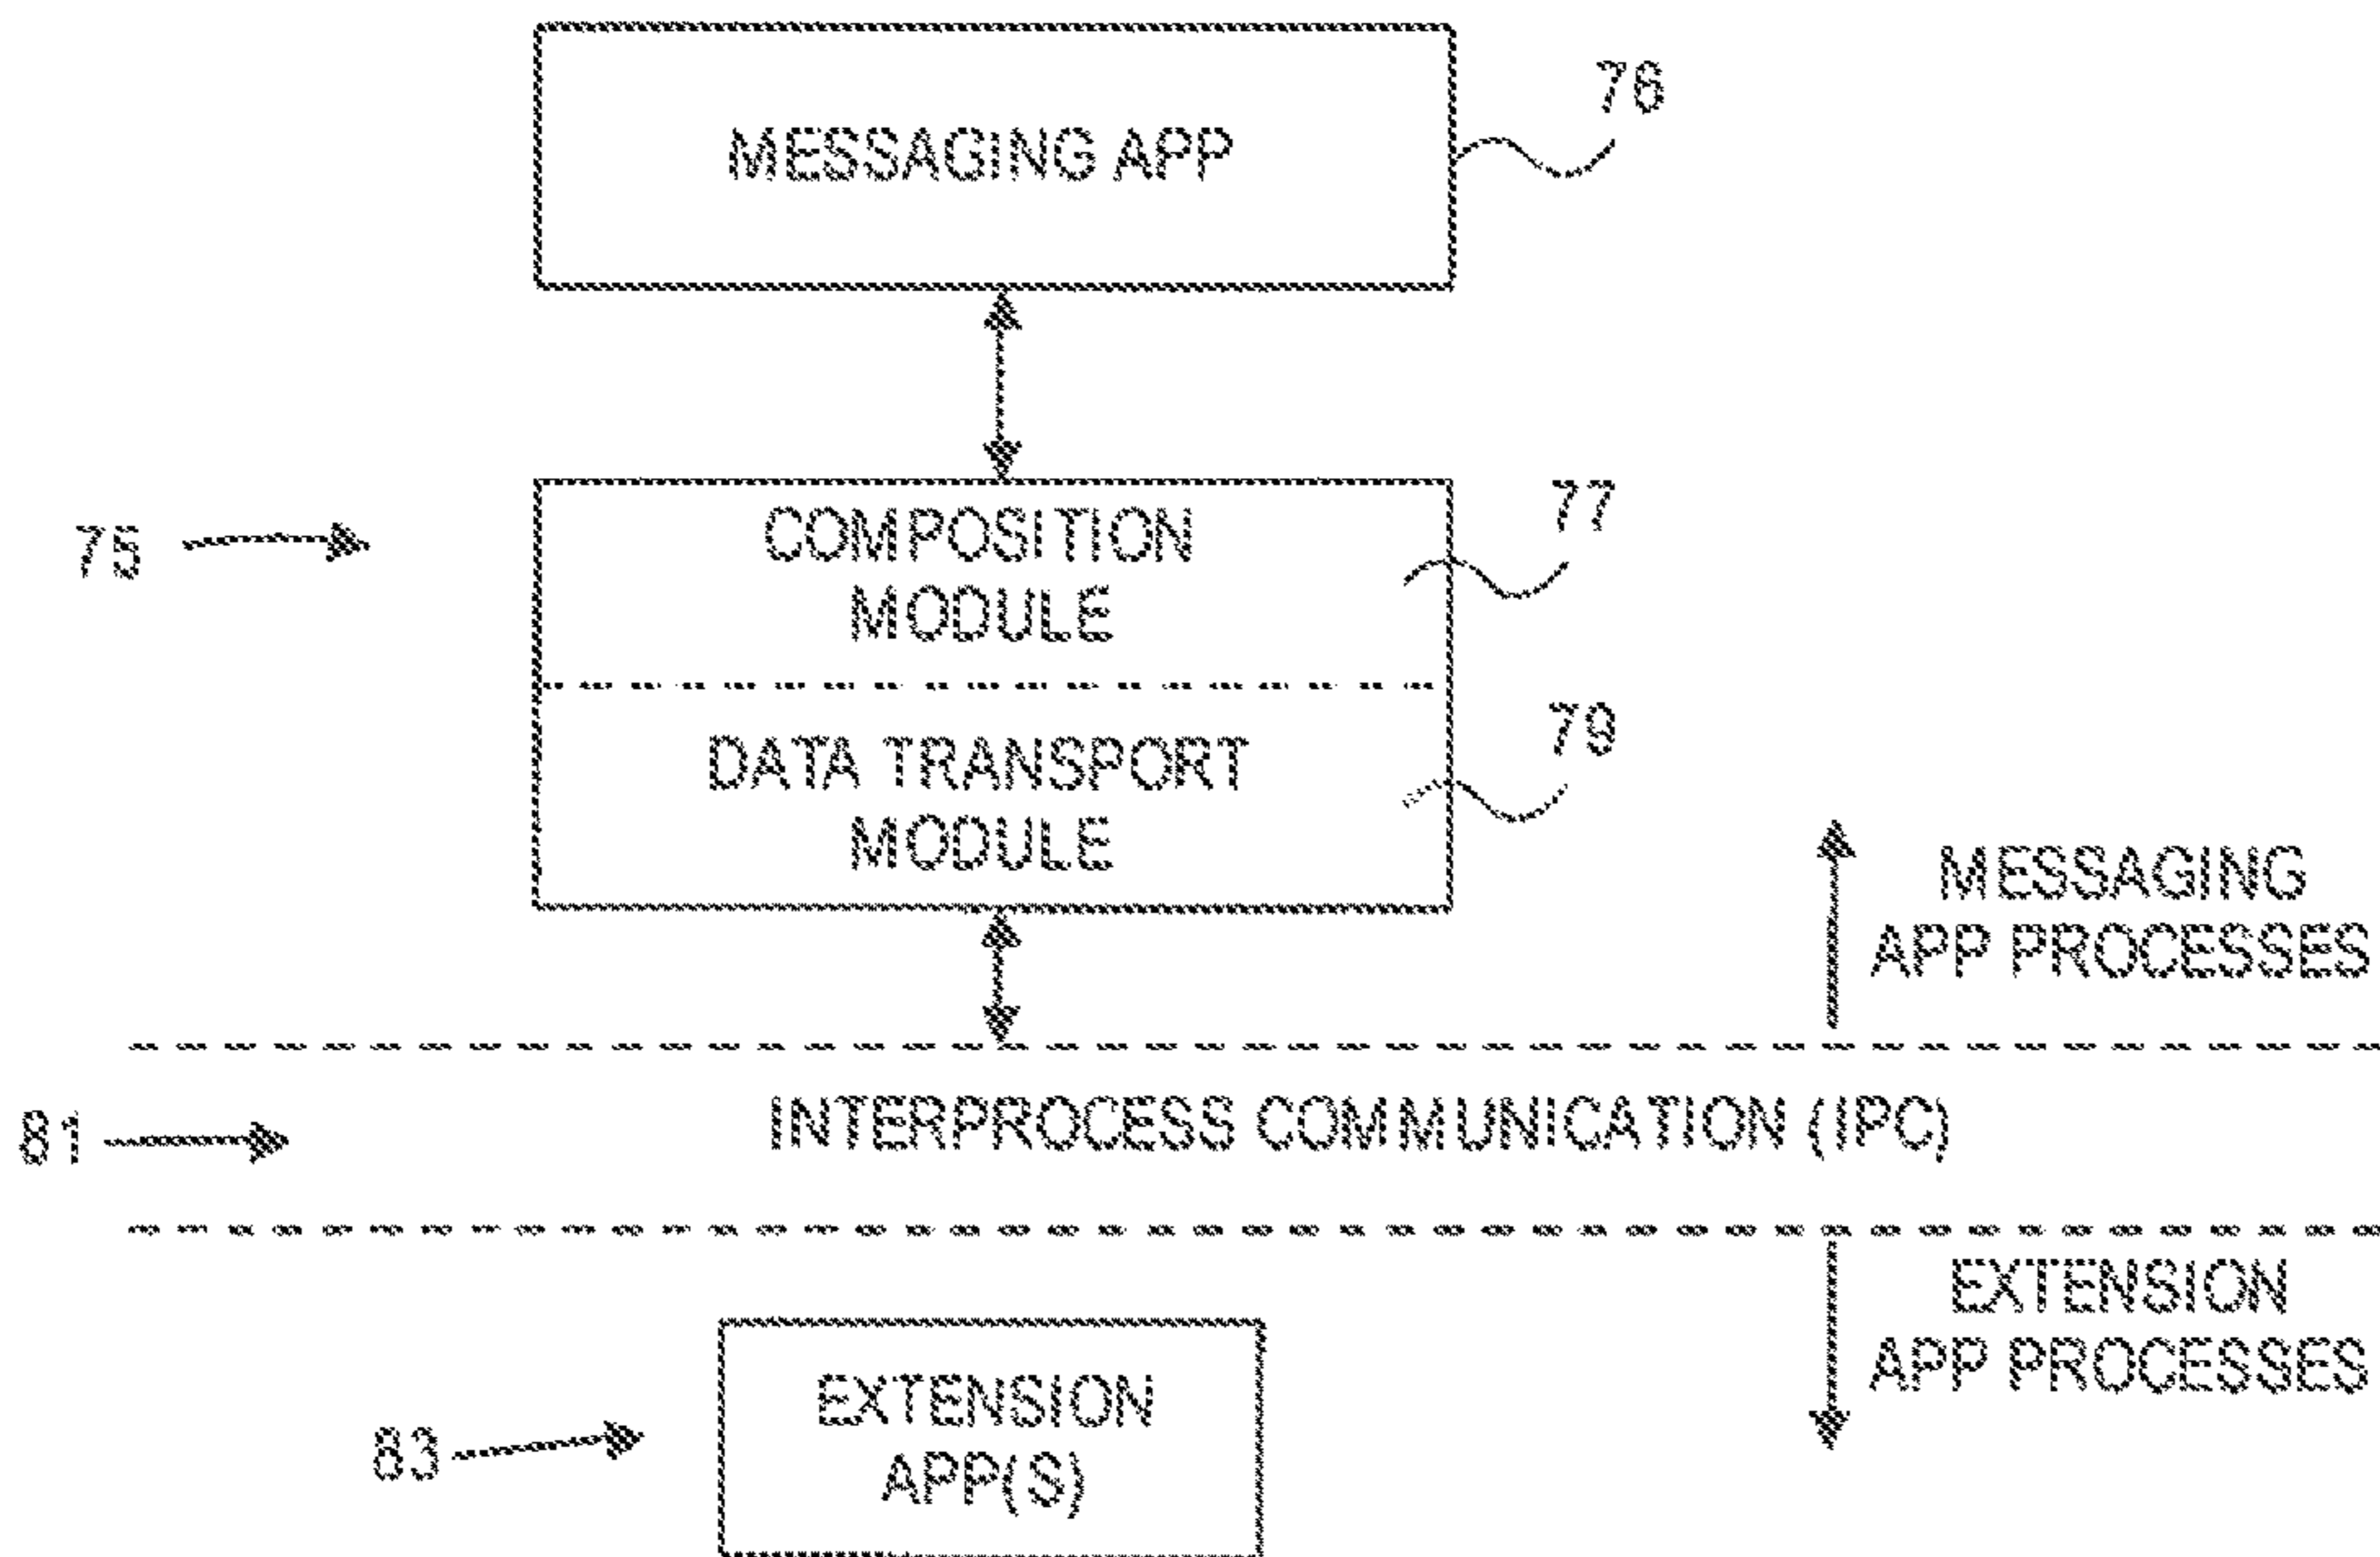 76
MESSAGING APP
77
75
COMPOSITION
MODULE
79
DATA TRANSPORT
MODULE
MESSAGING
APP PROCESSES
81
INTERPROCESS COMMUNICATION (IPC)
EXTENSION
APP PROCESSES
83
EXTENSION
APP(S)